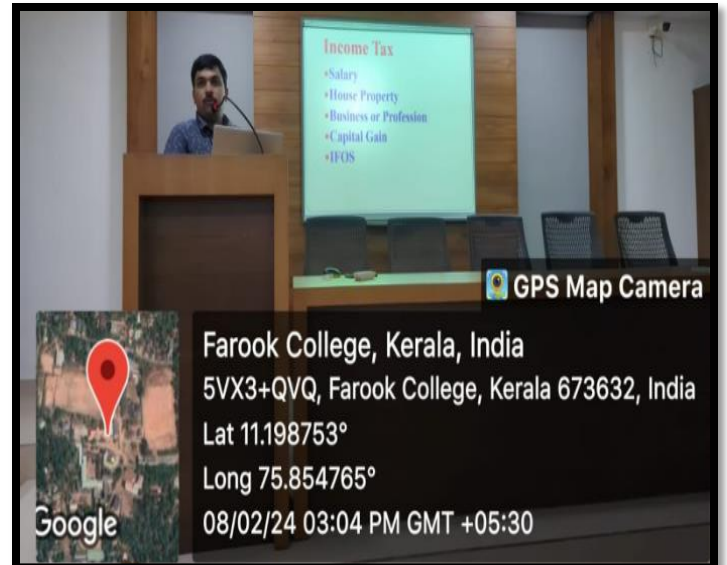 Income Tax
•Salary
•House Property
•Business or Profession
•Capital Gain
•IFOS
GPS Map Camera
Farook College, Kerala, India
5VX3+QVQ, Farook College, Kerala 673632, India
Lat 11.198753°
Long 75.854765°
08/02/24 03:04 PM GMT +05:30
Google